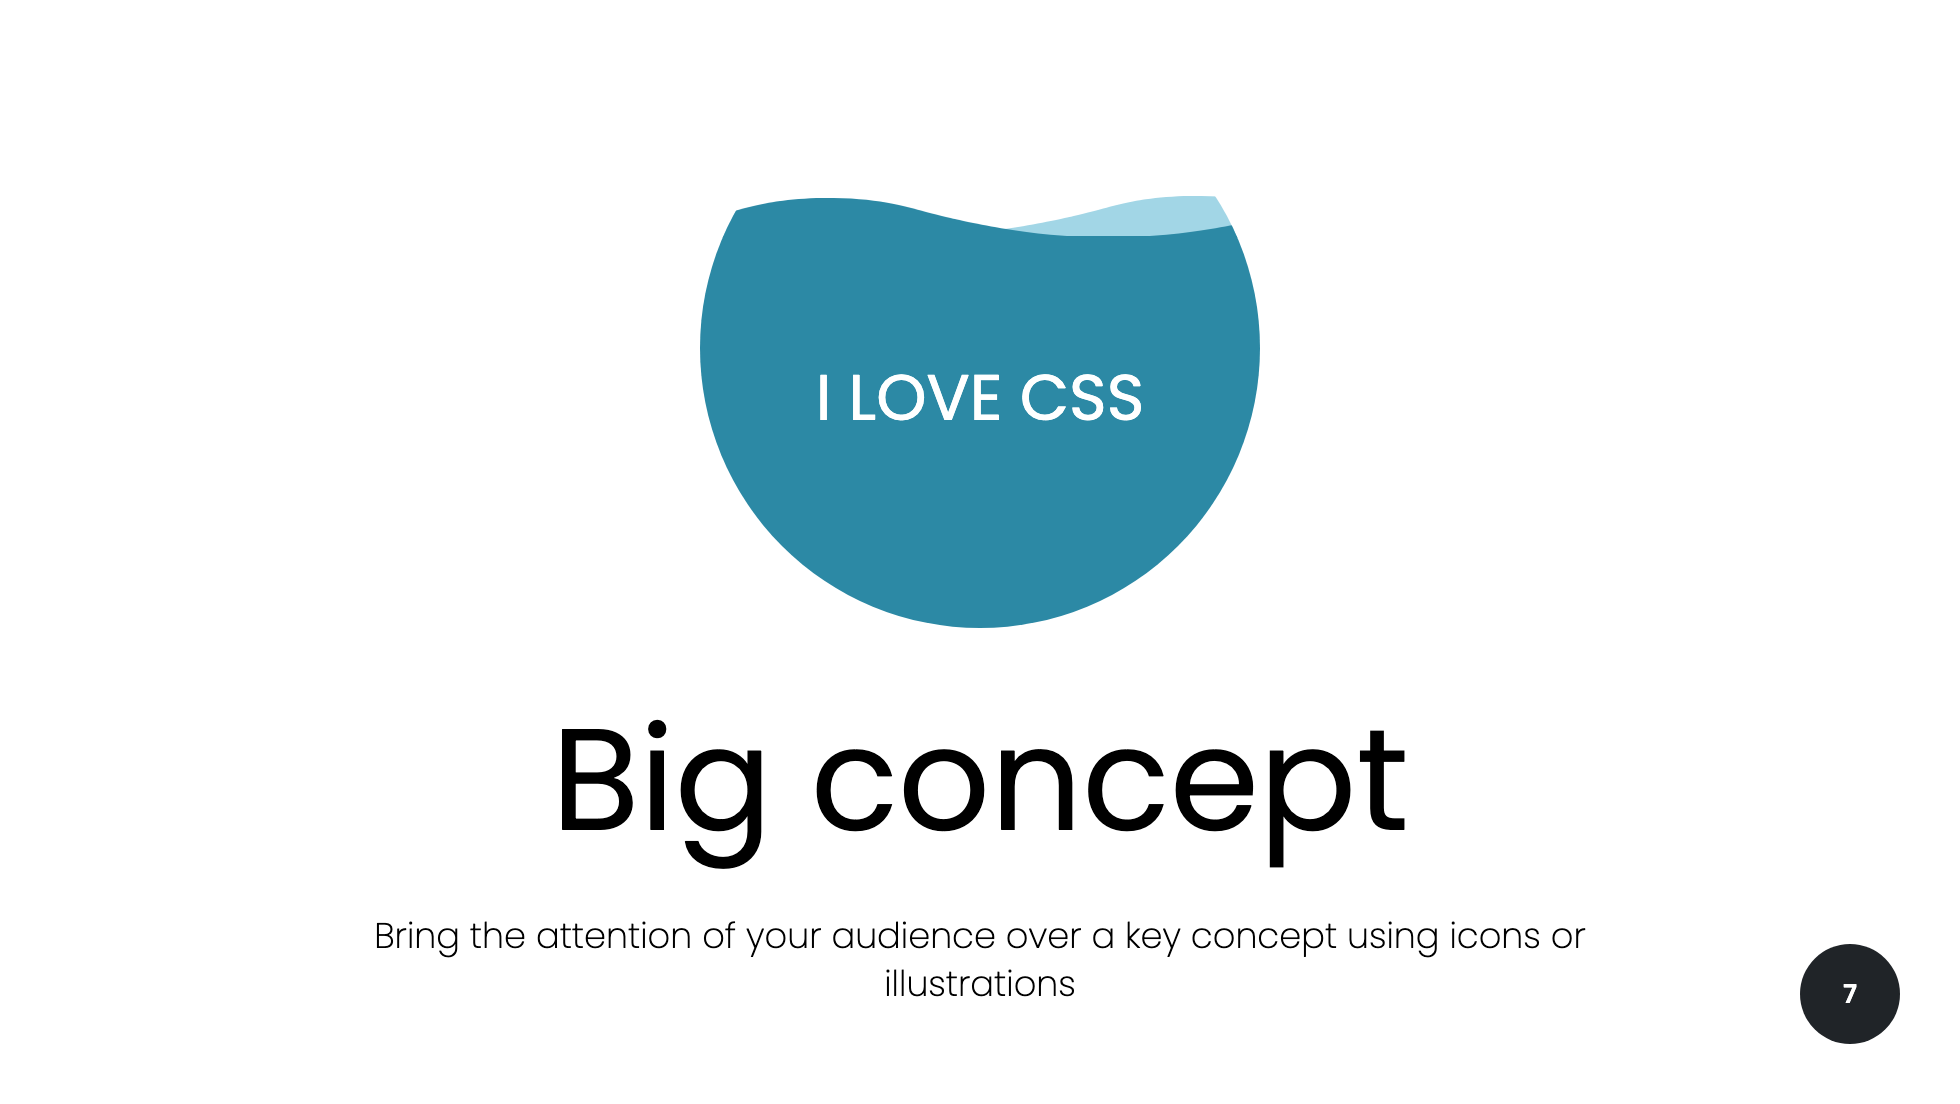 I LOVE CSS
Big concept
Bring the attention of your audience over a key concept using icons or
illustrations
7